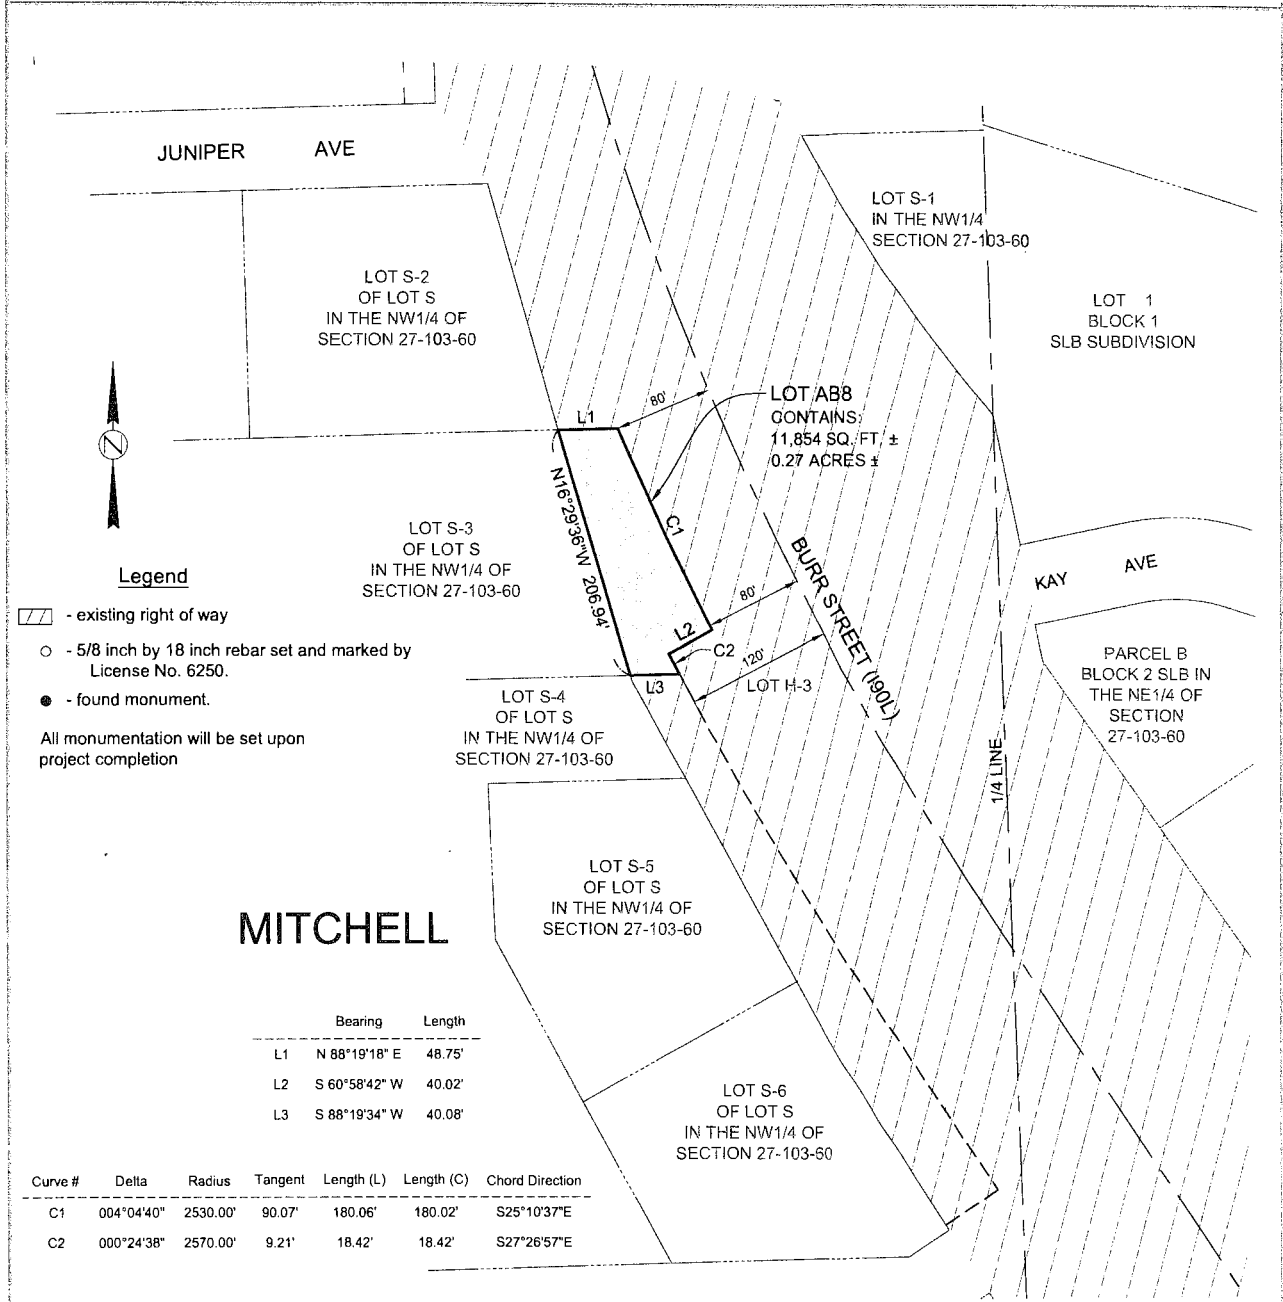 JUNIPER AVE
LOT S-1
IN THE NW1/4
SECTION 27-103-60
LOT S-2
OF LOT S
IN THE NW1/4 OF
SECTION 27-103-60
LOT 1
BLOCK 1
SLB SUBDIVISION
80'
L1
LOT AB8
CONTAINS:
11,854 SQ. FT. ±
0.27 ACRES ±
N
N16°29'36"W 206.94'
C1
LOT S-3
OF LOT S
IN THE NW1/4 OF
SECTION 27-103-60
BURR STREET (I90L)
KAY AVE
Legend
- existing right of way
- 5/8 inch by 18 inch rebar set and marked by
License No. 6250.
- found monument.
All monumentation will be set upon
project completion
80'
L2
C2
120'
L3
LOT H-3
PARCEL B
BLOCK 2 SLB IN
THE NE1/4 OF
SECTION
27-103-60
LOT S-4
OF LOT S
IN THE NW1/4 OF
SECTION 27-103-60
1/4 LINE
LOT S-5
OF LOT S
IN THE NW1/4 OF
SECTION 27-103-60
MITCHELL
Bearing Length
L1 N 88°19'18" E 48.75'
L2 S 60°58'42" W 40.02'
L3 S 88°19'34" W 40.08'
LOT S-6
OF LOT S
IN THE NW1/4 OF
SECTION 27-103-60
Curve # Delta Radius Tangent Length (L) Length (C) Chord Direction
C1 004°04'40" 2530.00' 90.07' 180.06' 180.02' S25°10'37"E
C2 000°24'38" 2570.00' 9.21' 18.42' 18.42' S27°26'57"E